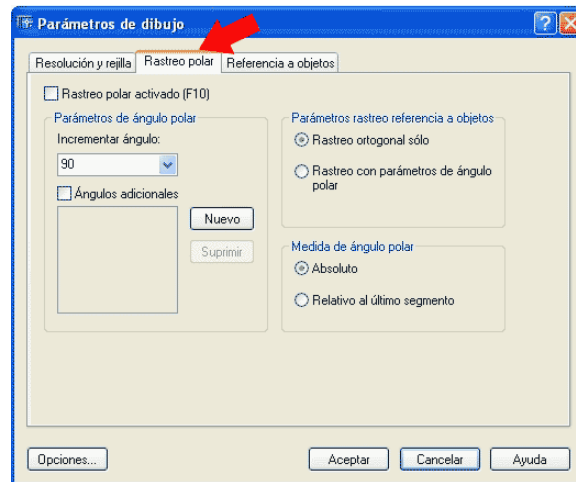 Parámetros de dibujo
Resolución y rejilla
Rastreo polar
Referencia a objetos
Rastreo polar activado (F10)
Parámetros de ángulo polar
Incrementar ángulo:
90
Ángulos adicionales
Nuevo
Suprimir
Parámetros rastreo referencia a objetos
Rastreo ortogonal sólo
Rastreo con parámetros de ángulo
polar
Medida de ángulo polar
Absoluto
Relativo al último segmento
Opciones...
Aceptar
Cancelar
Ayuda